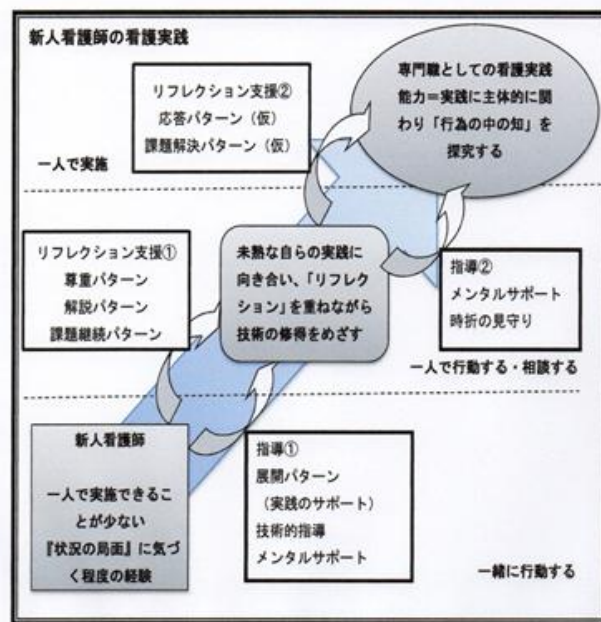 新人看護師の看護実践
専門職としての看護実践
能力＝実践に主体的に関
わり「行為の中の知」を
探究する
リフレクション支援②
応答パターン（仮）
課題解決パターン（仮）
一人で実施
リフレクション支援①
尊重パターン
解説パターン
課題継続パターン
未熟な自らの実践に
向き合い、「リフレク
ション」を重ねながら
技術の修得をめざす
指導②
メンタルサポート
時折の見守り
一人で行動する・相談する
新人看護師
一人で実施できるこ
とが少ない
『状況の局面』に気づ
く程度の経験
指導①
展開パターン
（実践のサポート）
技術的指導
メンタルサポート
一緒に行動する